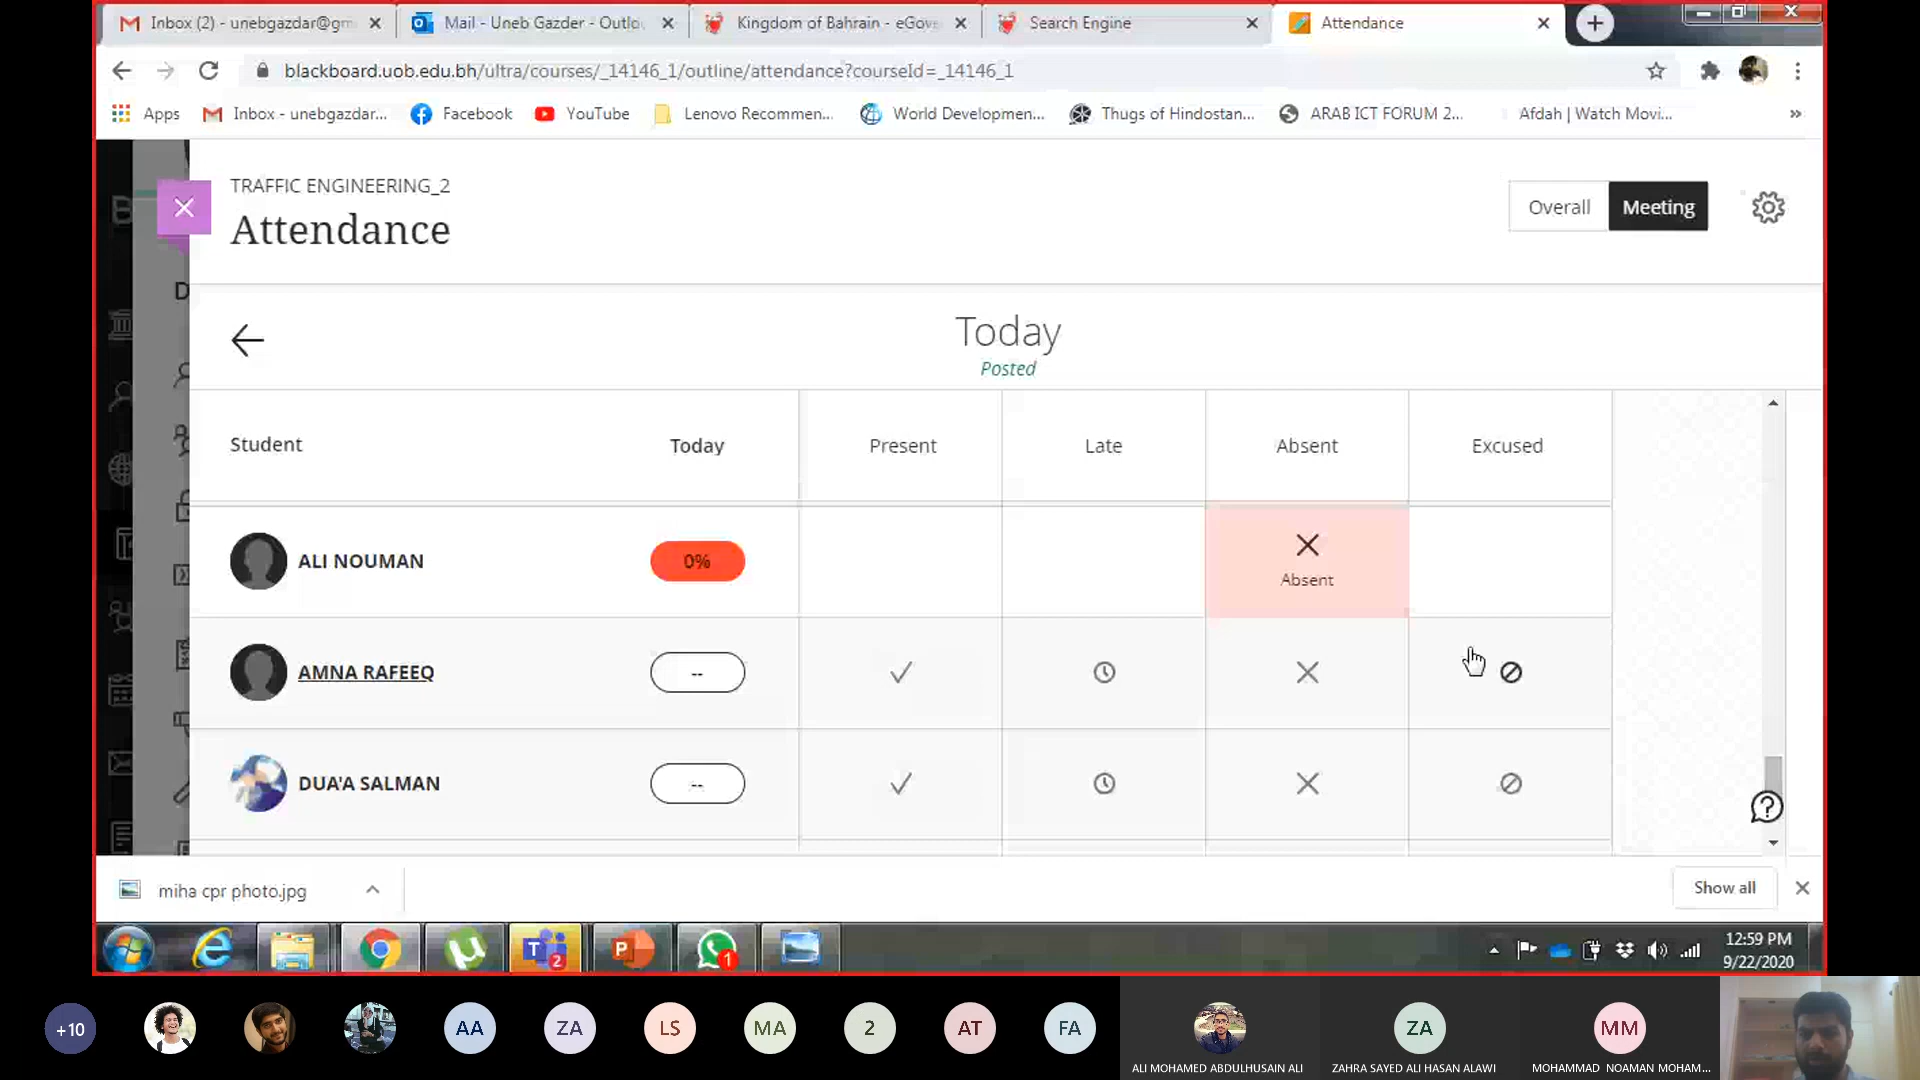 Inbox (2) - unebgazdar@gm
Mail - Uneb Gazder - Outlo
Kingdom of Bahrain - eGove
Search Engine
Attendance
blackboard.uob.edu.bh/ultra/courses/_14146_1/outline/attendance?courseId=_14146_1
Apps
Inbox - unebgazdar...
Facebook
YouTube
Lenovo Recommen...
World Developmen...
Thugs of Hindostan...
ARAB ICT FORUM 2...
Afdah | Watch Movi...
»
TRAFFIC ENGINEERING_2
Attendance
Overall
Meeting
D
Today
Posted
Student
Today
Present
Late
Absent
Excused
ALI NOUMAN
0%
Absent
AMNA RAFEEQ
--
DUA'A SALMAN
--
miha cpr photo.jpg
Show all
2
1
12:59 PM
9/22/2020
+10
AA
ZA
LS
MA
2
AT
FA
ALI MOHAMED ABDULHUSAIN ALI
ZA
ZAHRA SAYED ALI HASAN ALAWI
MM
MOHAMMAD NOAMAN MOHAM...